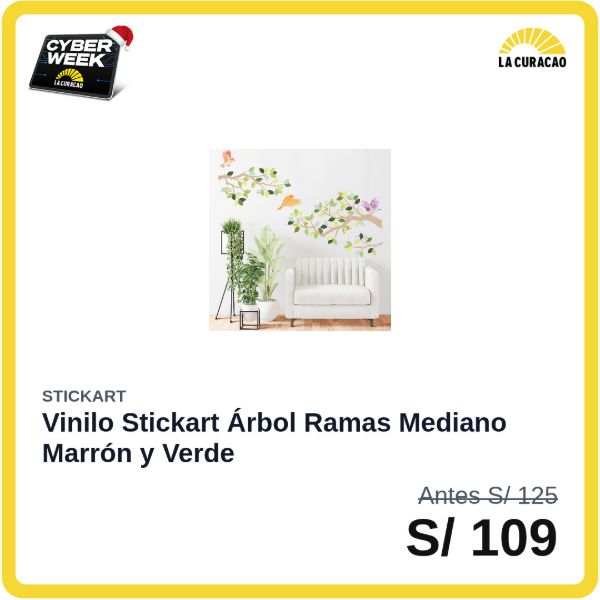 CYBER
WEEK
LA CURACAO
LA CURACAO
STICKART
Vinilo Stickart Árbol Ramas Mediano
Marrón y Verde
Antes S/ 125
S/ 109